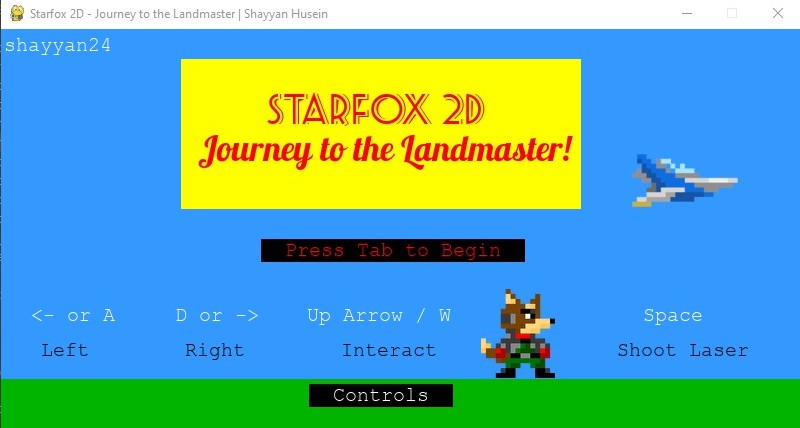 Starfox 2D - Journey to the Landmaster | Shayyan Husein
shayyan24
STARFOX 2D
Journey to the Landmaster!
Press Tab to Begin
<- or A D or -> Up Arrow / W Space
Left Right Interact Shoot Laser
Controls